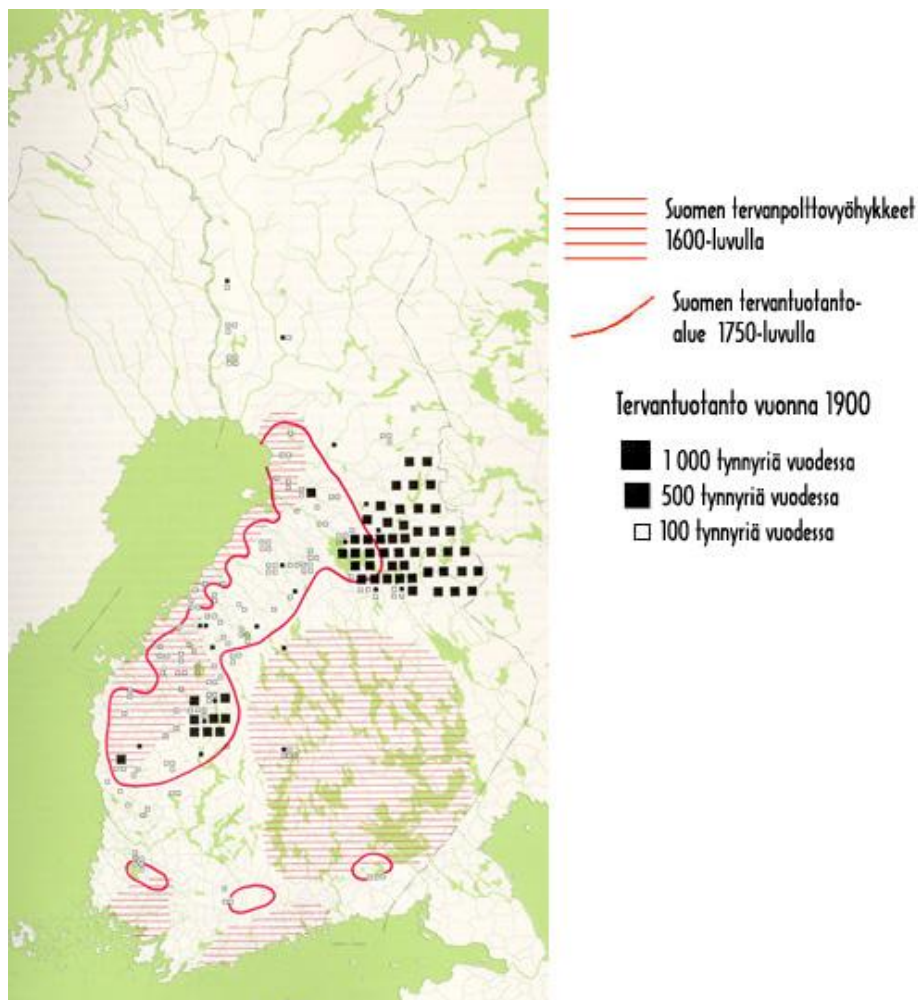 Suomen tervanpolttovyöhykkeet
1600-luvulla
Suomen tervantuotanto-
alue 1750-luvulla
Tervantuotanto vuonna 1900
1 000 tynnyriä vuodessa
500 tynnyriä vuodessa
100 tynnyriä vuodessa